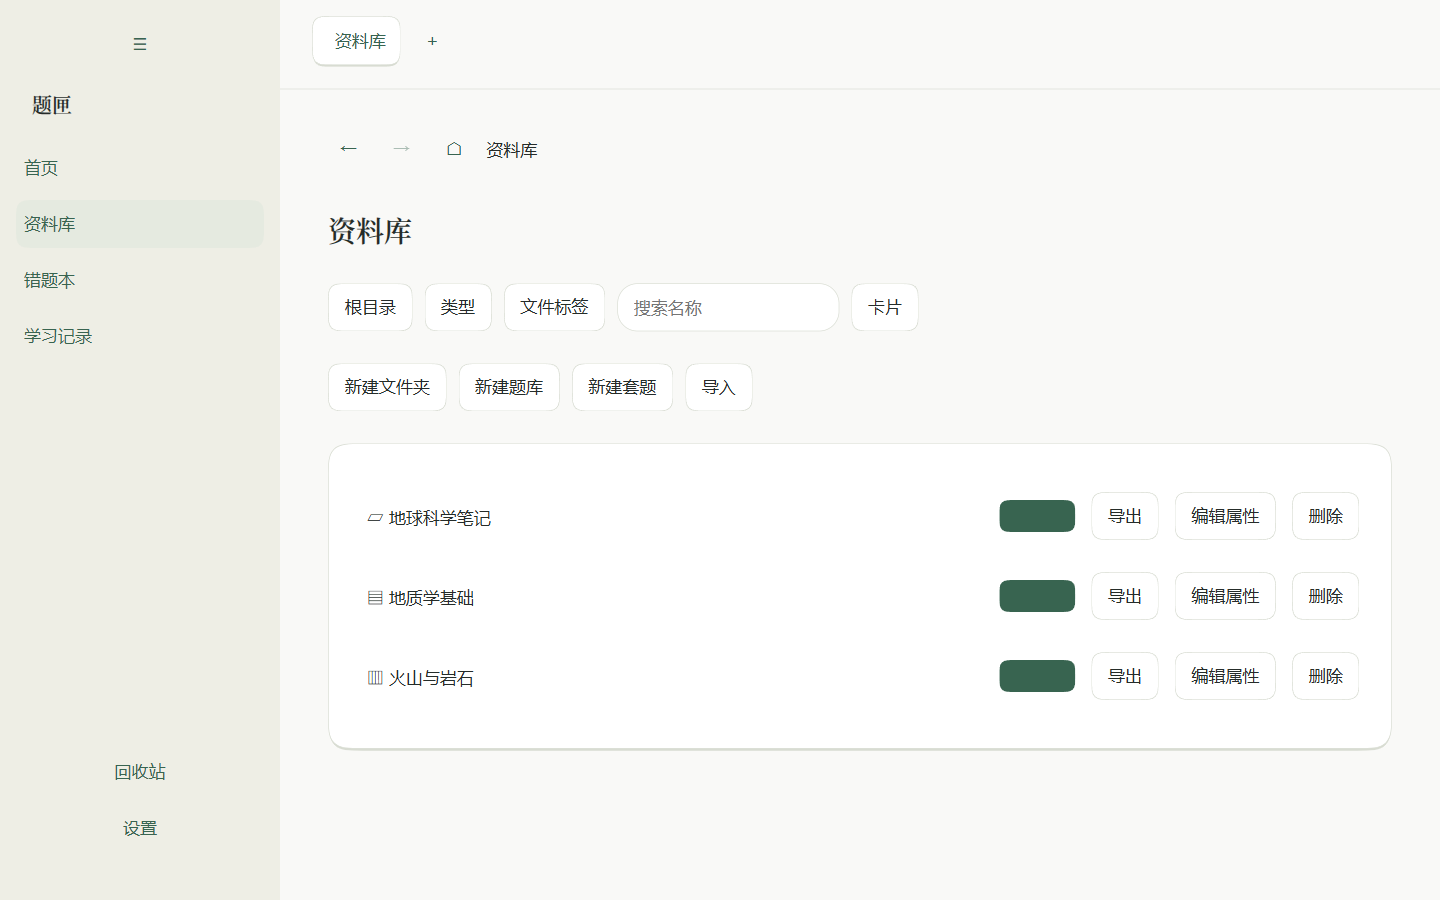 题匣
首页
资料库
错题本
学习记录
回收站
设置
资料库 +
← → 资料库
资料库
根目录 类型 文件标签 搜索名称 卡片
新建文件夹 新建题库 新建套题 导入
地球科学笔记 导出 编辑属性 删除
地质学基础 导出 编辑属性 删除
火山与岩石 导出 编辑属性 删除